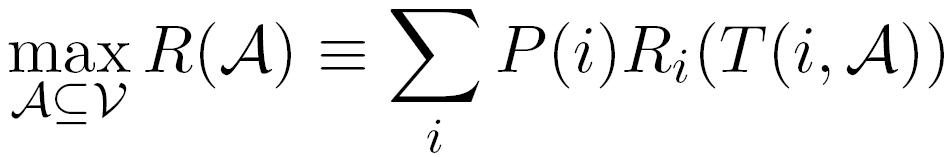 max_{𝒜⊆𝒱} R(𝒜) ≡ ∑_i P(i)R_i(T(i, 𝒜))